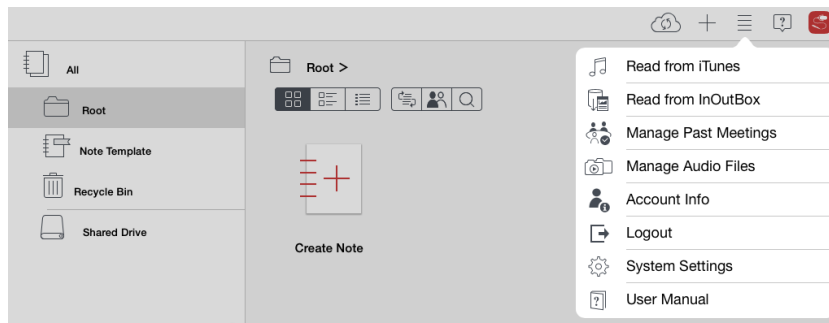 All
Root
Note Template
Recycle Bin
Shared Drive
Root >
Create Note
Read from iTunes
Read from InOutBox
Manage Past Meetings
Manage Audio Files
Account Info
Logout
System Settings
User Manual